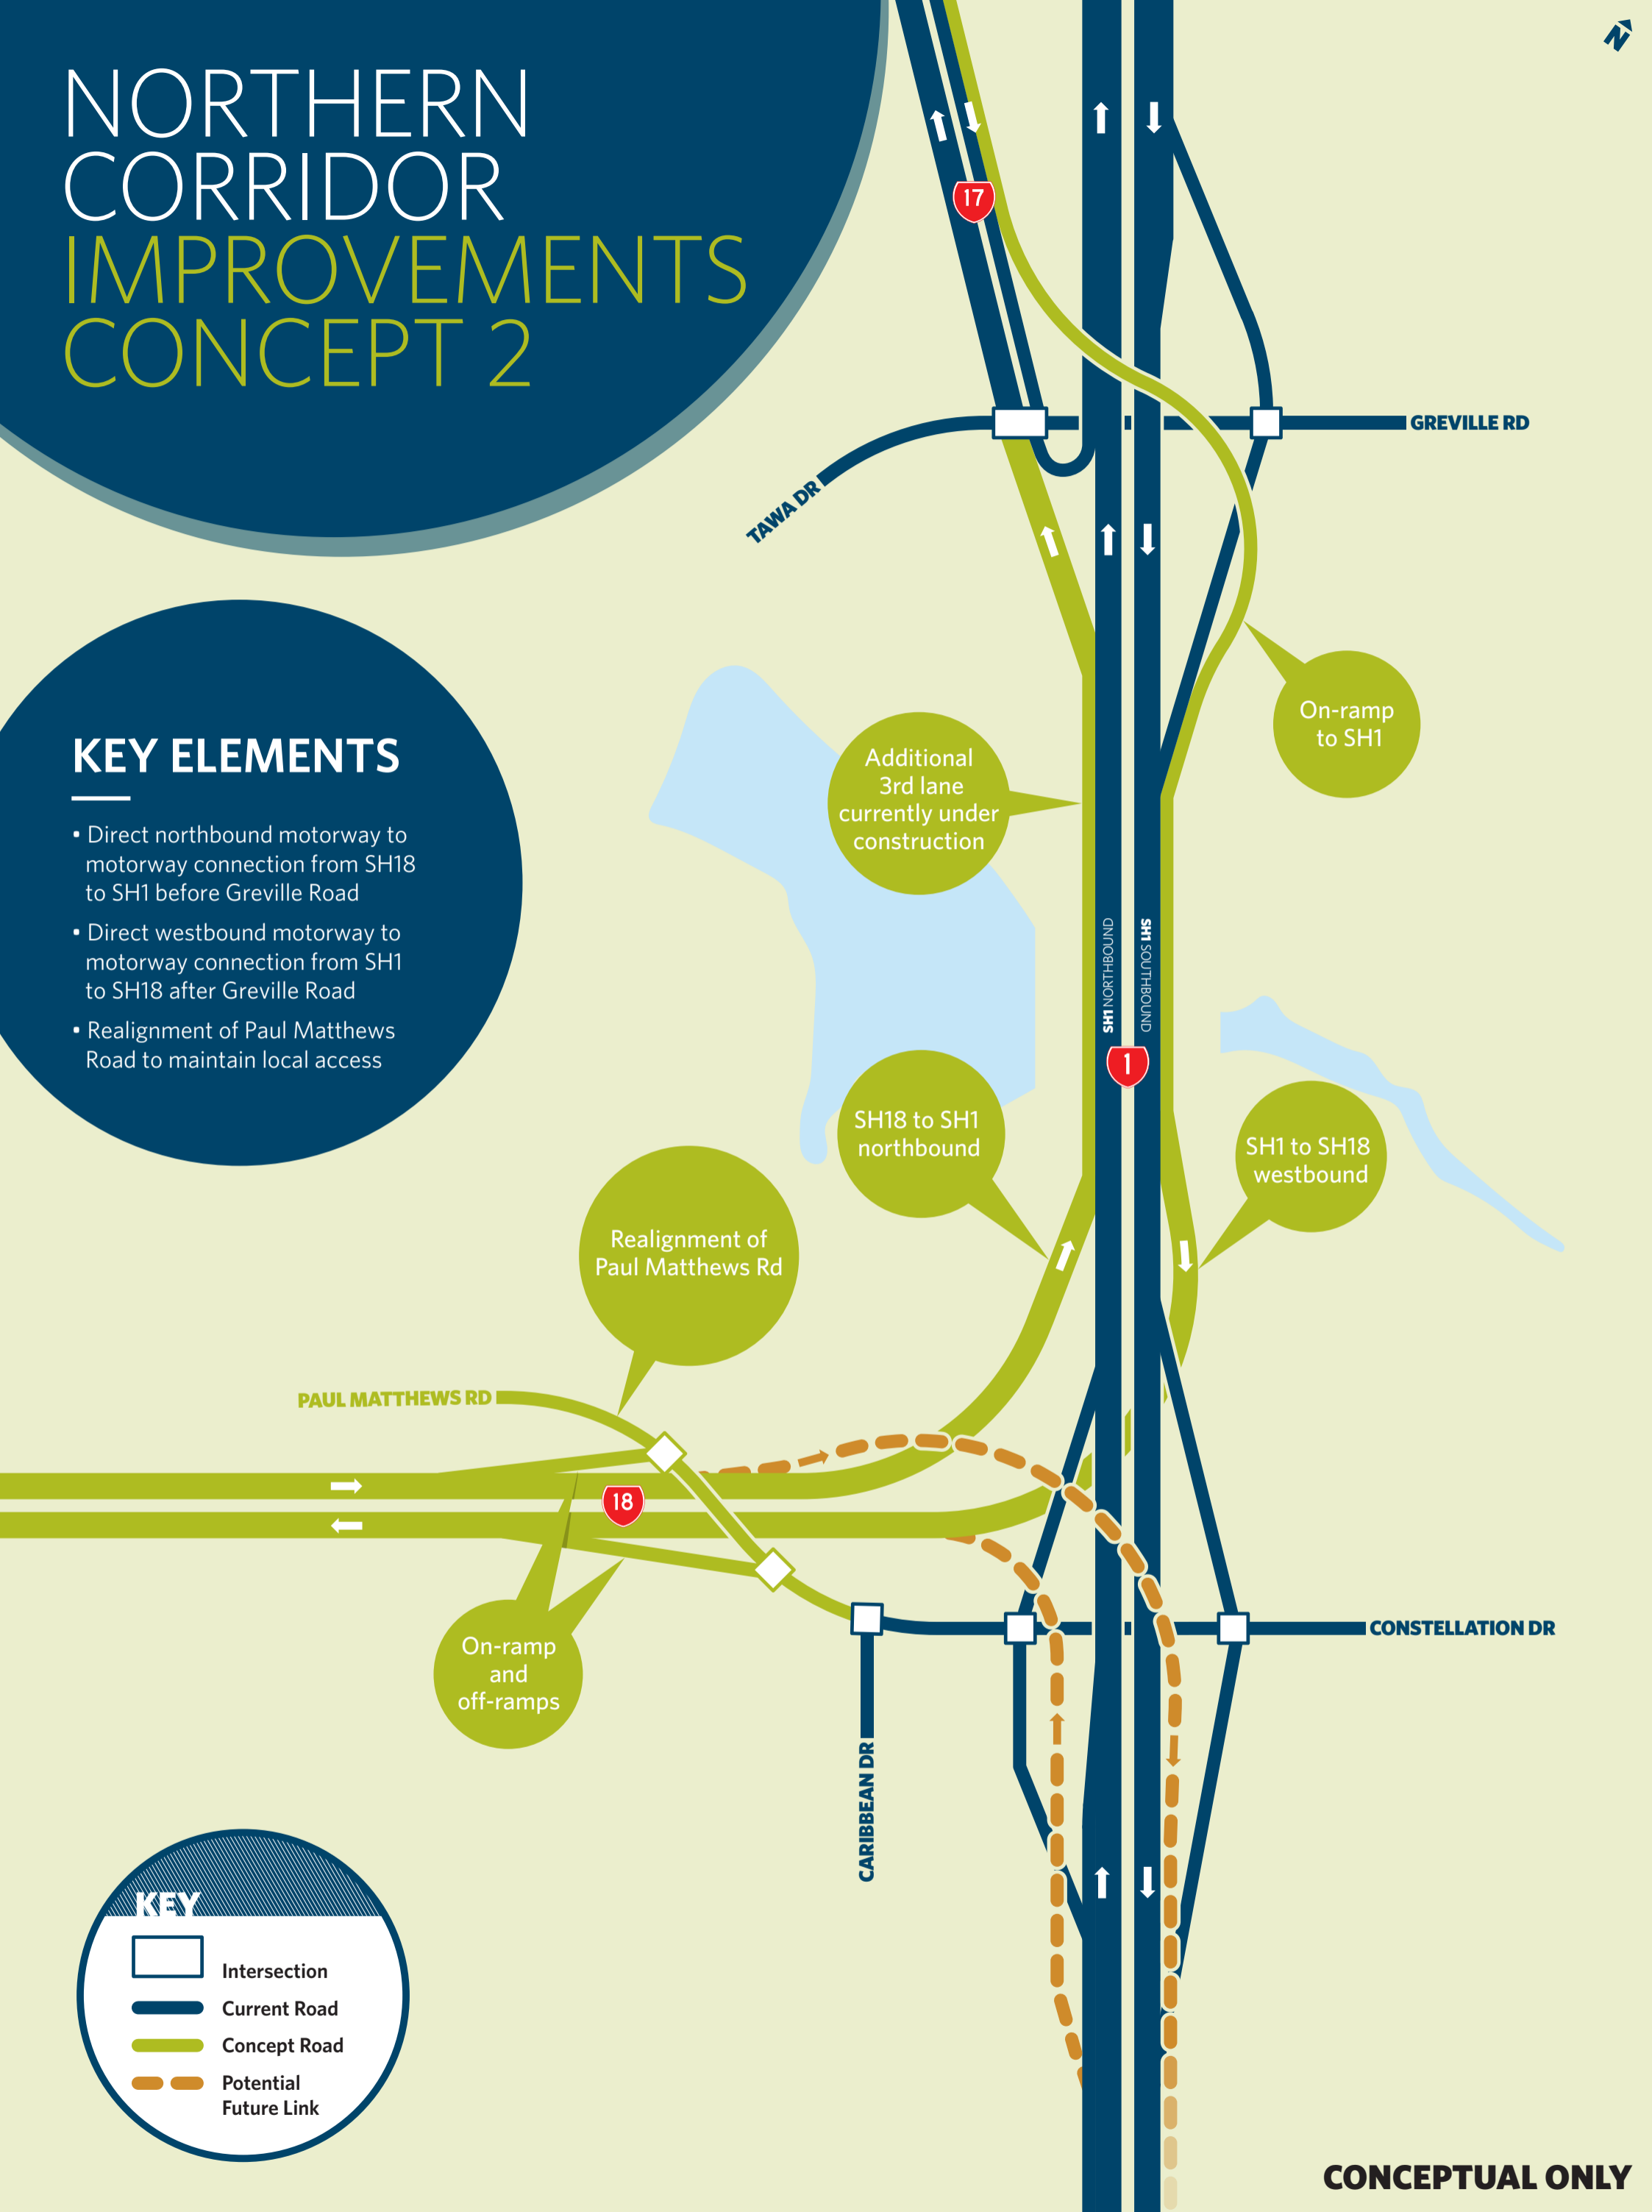 N
NORTHERN
CORRIDOR
IMPROVEMENTS
CONCEPT 2
17
GREVILLE RD
TAWA DR
On-ramp
to SH1
Additional
3rd lane
currently under
construction
KEY ELEMENTS
• Direct northbound motorway to
motorway connection from SH18
to SH1 before Greville Road
• Direct westbound motorway to
motorway connection from SH1
to SH18 after Greville Road
• Realignment of Paul Matthews
Road to maintain local access
SH1 NORTHBOUND
SH1 SOUTHBOUND
1
SH18 to SH1
northbound
SH1 to SH18
westbound
Realignment of
Paul Matthews Rd
PAUL MATTHEWS RD
18
On-ramp
and
off-ramps
CONSTELLATION DR
CARIBBEAN DR
KEY
Intersection
Current Road
Concept Road
Potential
Future Link
CONCEPTUAL ONLY